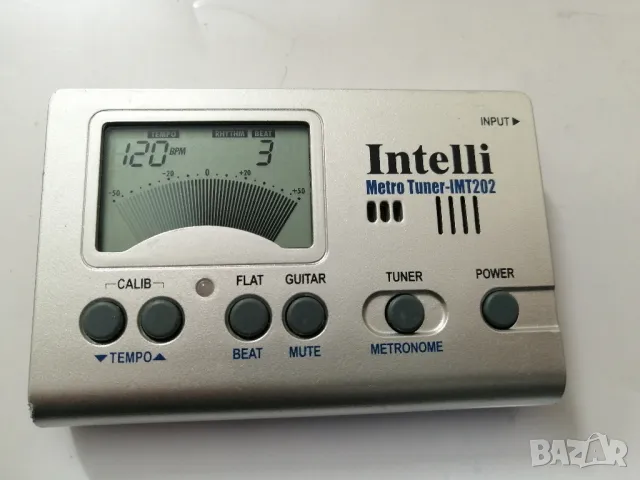 INPUT ▶
TEMPO RHYTHM BEAT
120 BPM 3
-50 -20 0 +20 +50
Intelli
Metro Tuner-IMT202
CALIB FLAT GUITAR TUNER POWER
▼TEMPO▲ BEAT MUTE METRONOME
BAZAR